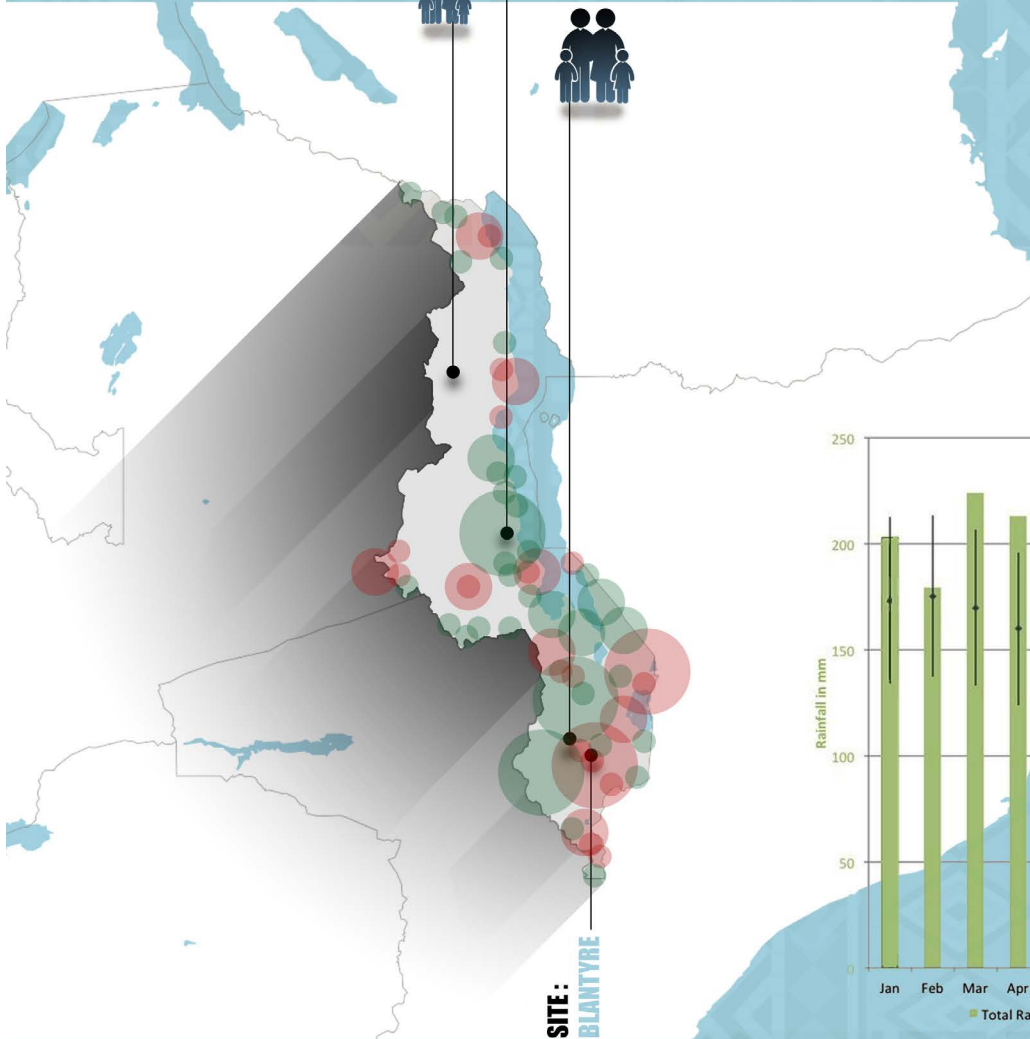 250
200
150
100
50
0
Rainfall in mm
Jan Feb Mar Apr
Total Ra
SITE :
BLANTYRE